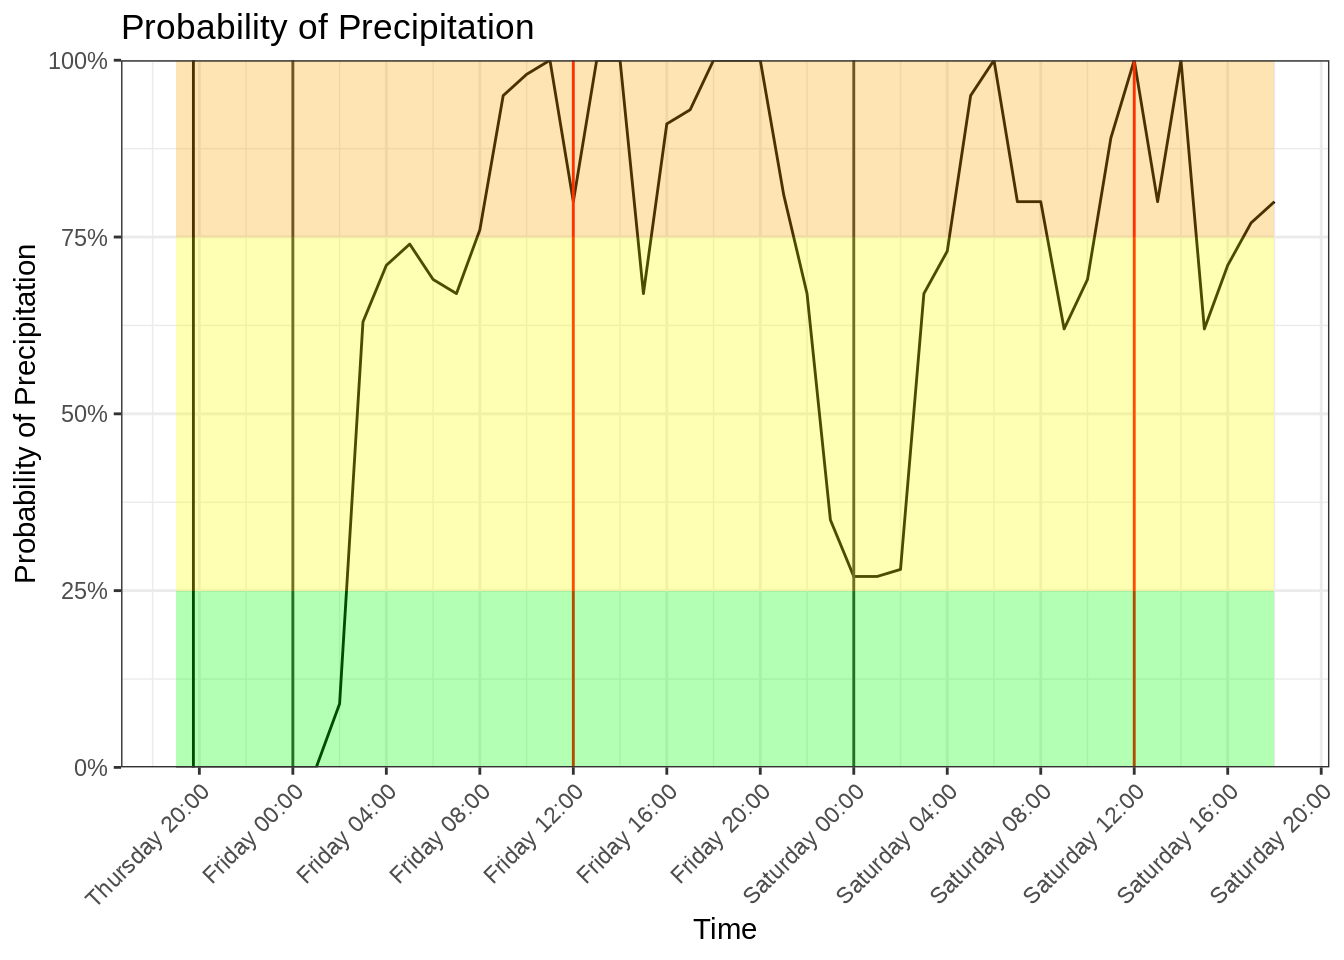 Probability of Precipitation
Probability of Precipitation
100%
75%
50%
25%
0%
Thursday 20:00
Friday 00:00
Friday 04:00
Friday 08:00
Friday 12:00
Friday 16:00
Friday 20:00
Saturday 00:00
Saturday 04:00
Saturday 08:00
Saturday 12:00
Saturday 16:00
Saturday 20:00
Time